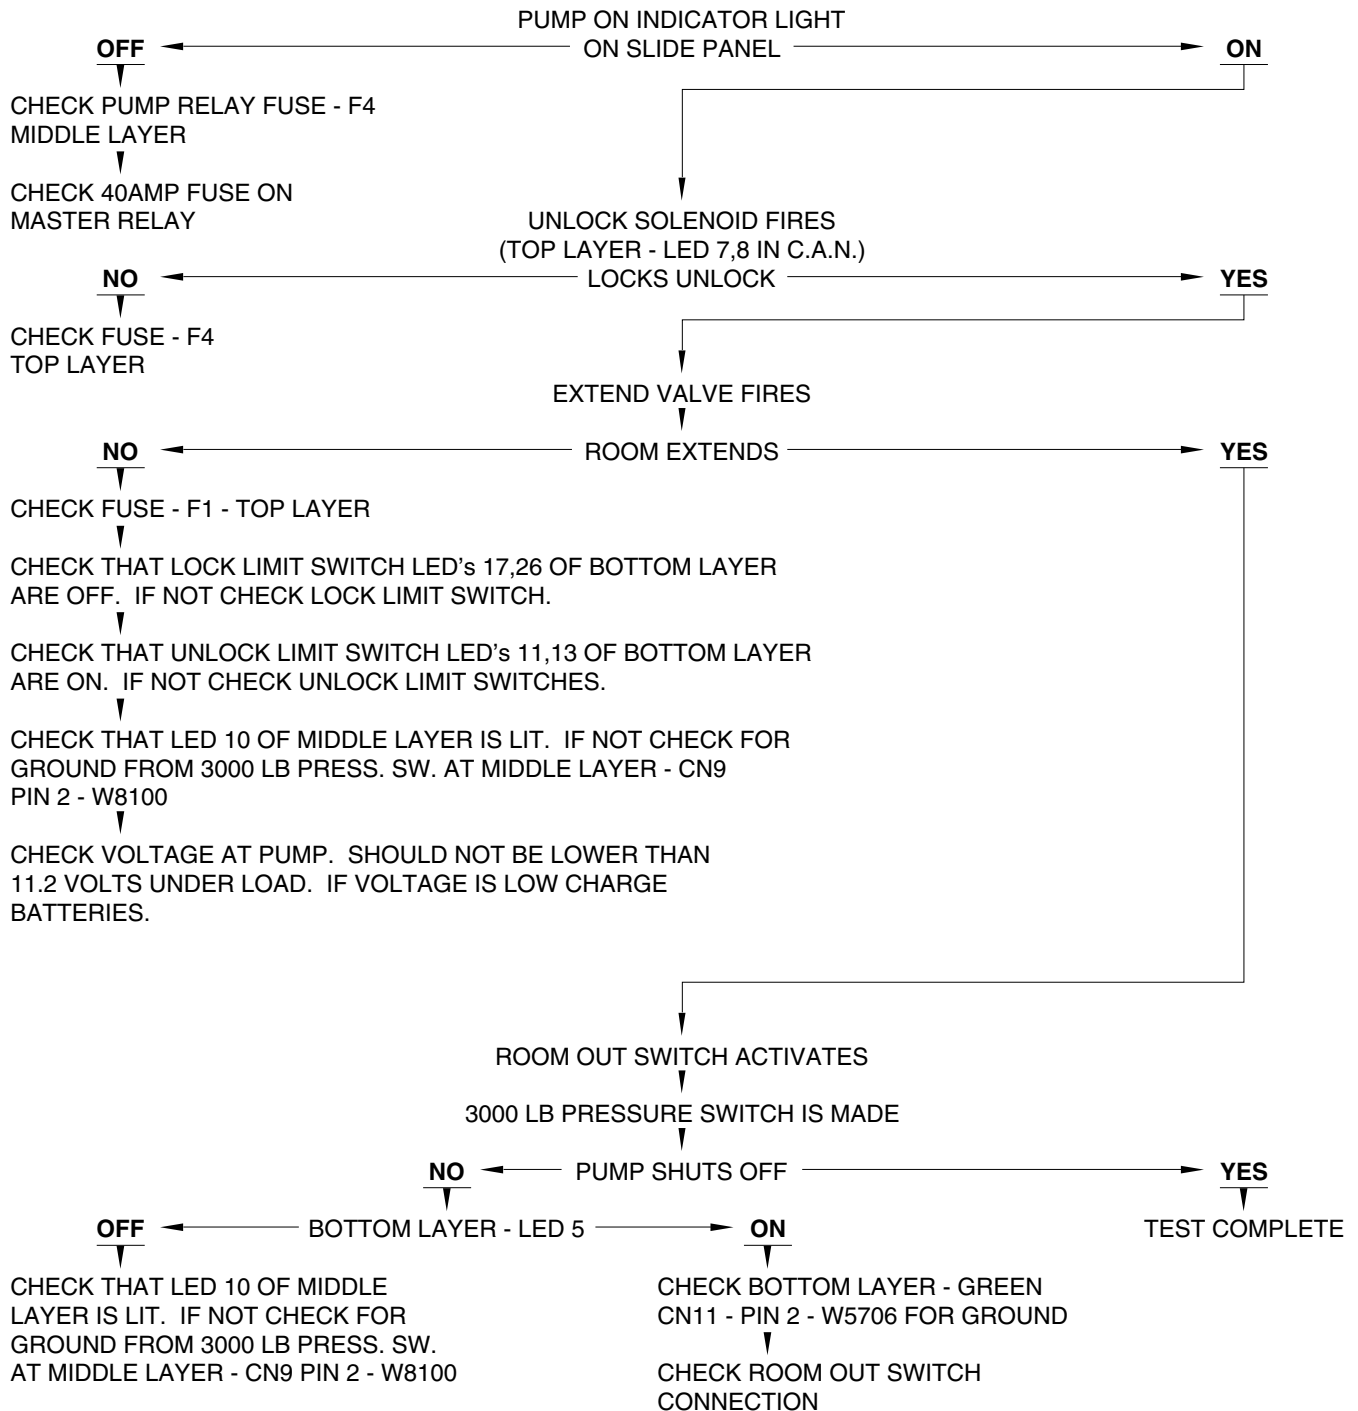 PUMP ON INDICATOR LIGHT
OFF ON SLIDE PANEL ON
CHECK PUMP RELAY FUSE - F4
MIDDLE LAYER
CHECK 40AMP FUSE ON
MASTER RELAY
UNLOCK SOLENOID FIRES
(TOP LAYER - LED 7,8 IN C.A.N.)
NO LOCKS UNLOCK YES
CHECK FUSE - F4
TOP LAYER
EXTEND VALVE FIRES
NO ROOM EXTENDS YES
CHECK FUSE - F1 - TOP LAYER
CHECK THAT LOCK LIMIT SWITCH LED's 17,26 OF BOTTOM LAYER
ARE OFF. IF NOT CHECK LOCK LIMIT SWITCH.
CHECK THAT UNLOCK LIMIT SWITCH LED's 11,13 OF BOTTOM LAYER
ARE ON. IF NOT CHECK UNLOCK LIMIT SWITCHES.
CHECK THAT LED 10 OF MIDDLE LAYER IS LIT. IF NOT CHECK FOR
GROUND FROM 3000 LB PRESS. SW. AT MIDDLE LAYER - CN9
PIN 2 - W8100
CHECK VOLTAGE AT PUMP. SHOULD NOT BE LOWER THAN
11.2 VOLTS UNDER LOAD. IF VOLTAGE IS LOW CHARGE
BATTERIES.
ROOM OUT SWITCH ACTIVATES
3000 LB PRESSURE SWITCH IS MADE
NO PUMP SHUTS OFF YES
OFF BOTTOM LAYER - LED 5 ON TEST COMPLETE
CHECK THAT LED 10 OF MIDDLE
LAYER IS LIT. IF NOT CHECK FOR
GROUND FROM 3000 LB PRESS. SW.
AT MIDDLE LAYER - CN9 PIN 2 - W8100
CHECK BOTTOM LAYER - GREEN
CN11 - PIN 2 - W5706 FOR GROUND
CHECK ROOM OUT SWITCH
CONNECTION